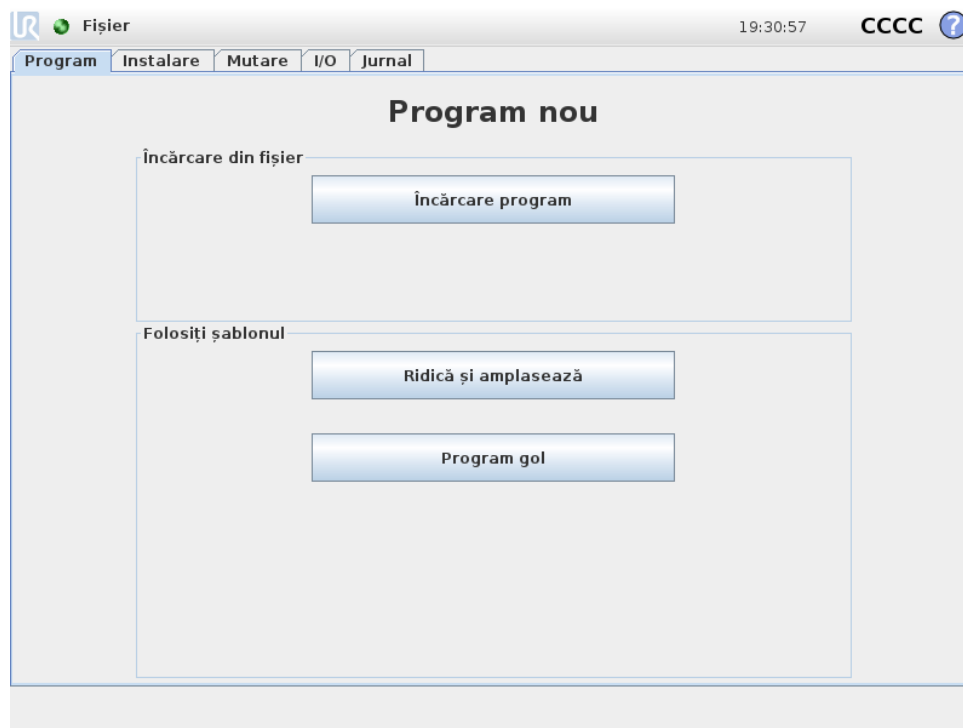 UR Fișier 19:30:57 CCCC ?
Program Instalare Mutare I/O Jurnal
Program nou
Încărcare din fișier
Încărcare program
Folosiți șablonul
Ridică și amplasează
Program gol